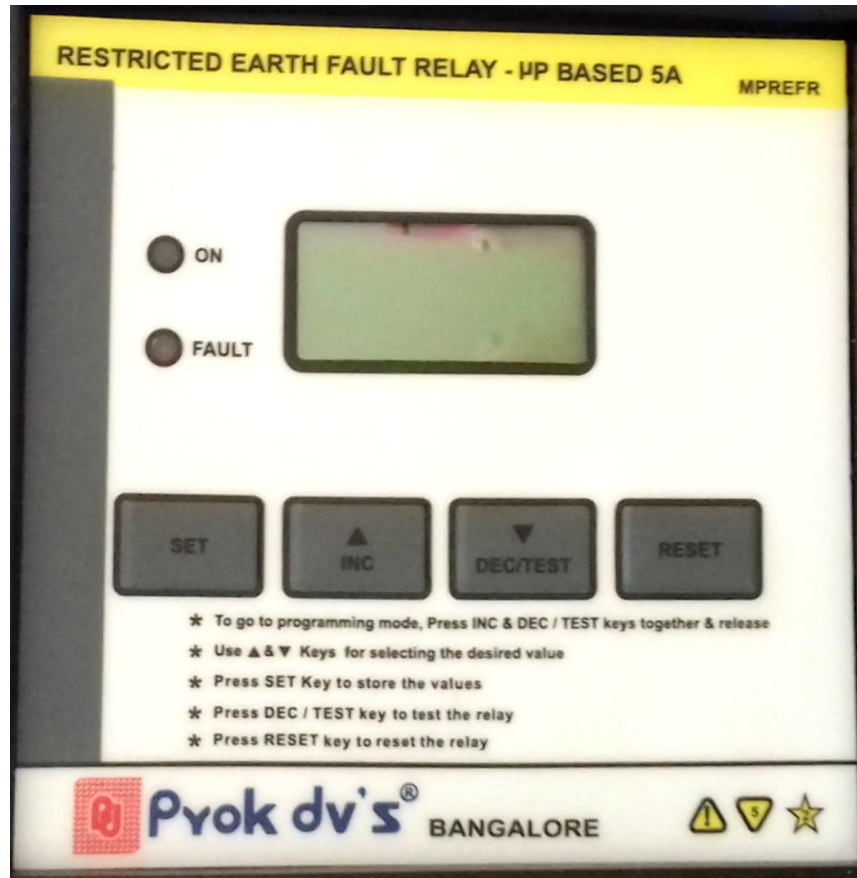 RESTRICTED EARTH FAULT RELAY - µP BASED 5A
MPREFR
ON
FAULT
SET
▲
INC
▼
DEC/TEST
RESET
* To go to programming mode, Press INC & DEC / TEST keys together & release
* Use ▲ & ▼ Keys for selecting the desired value
* Press SET Key to store the values
* Press DEC / TEST key to test the relay
* Press RESET key to reset the relay
Pyok dv's® BANGALORE
!
5